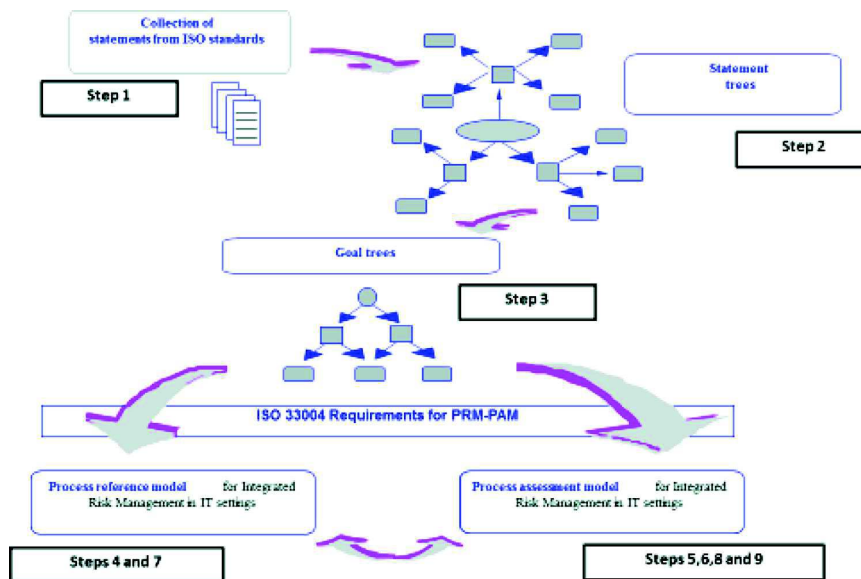 Collection of
statements from ISO standards
Step 1
Statement
trees
Step 2
Goal trees
Step 3
ISO 33004 Requirements for PRM-PAM
Process reference model for Integrated
Risk Management in IT settings
Process assessment model for Integrated
Risk Management in IT settings
Steps 4 and 7
Steps 5,6,8 and 9